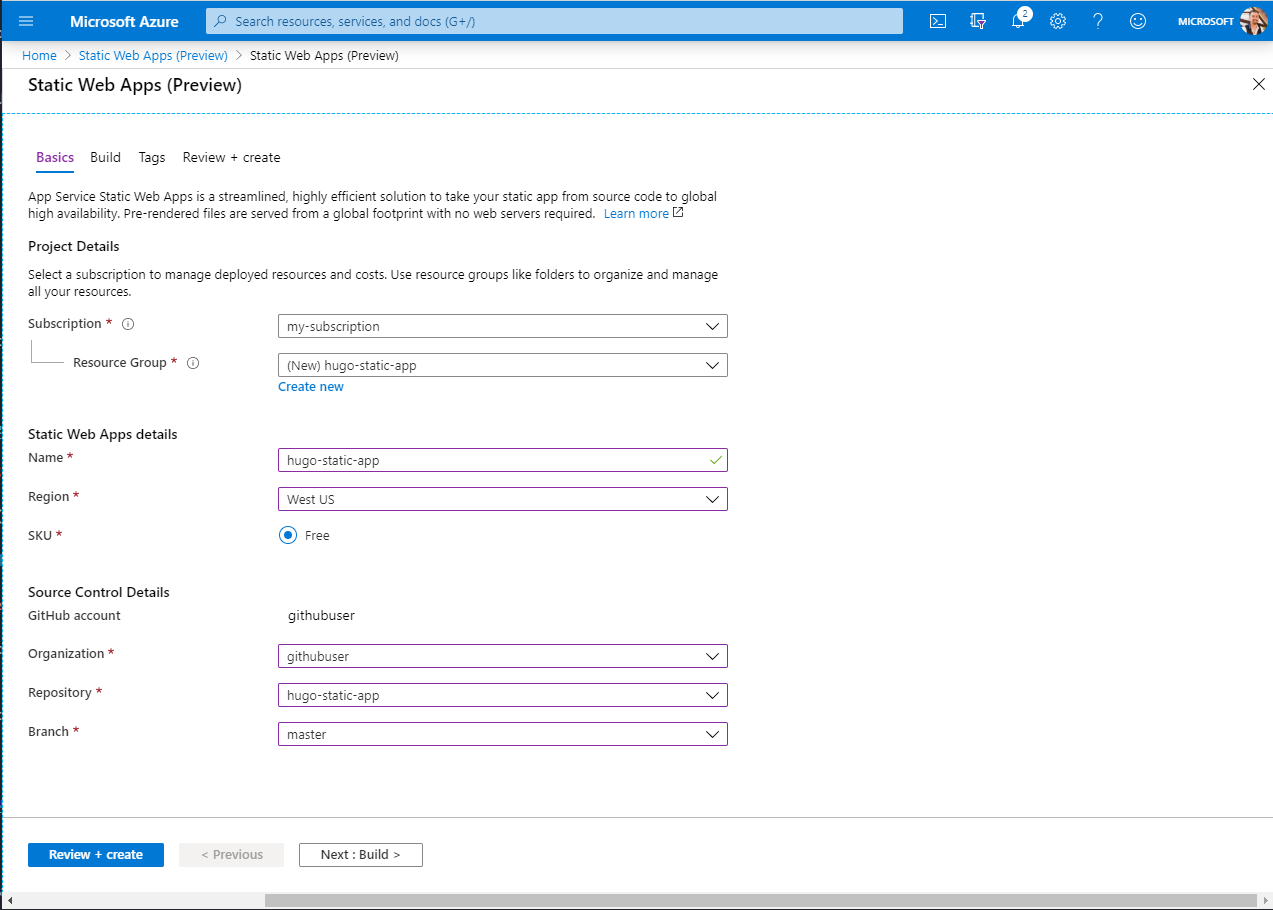 Microsoft Azure
Search resources, services, and docs (G+/)
2
MICROSOFT
Home > Static Web Apps (Preview) > Static Web Apps (Preview)
Static Web Apps (Preview)
Basics Build Tags Review + create
App Service Static Web Apps is a streamlined, highly efficient solution to take your static app from source code to global
high availability. Pre-rendered files are served from a global footprint with no web servers required. Learn more
Project Details
Select a subscription to manage deployed resources and costs. Use resource groups like folders to organize and manage
all your resources.
Subscription *
my-subscription
Resource Group *
(New) hugo-static-app
Create new
Static Web Apps details
Name *
hugo-static-app
Region *
West US
SKU *
Free
Source Control Details
GitHub account
githubuser
Organization *
githubuser
Repository *
hugo-static-app
Branch *
master
Review + create
< Previous
Next : Build >